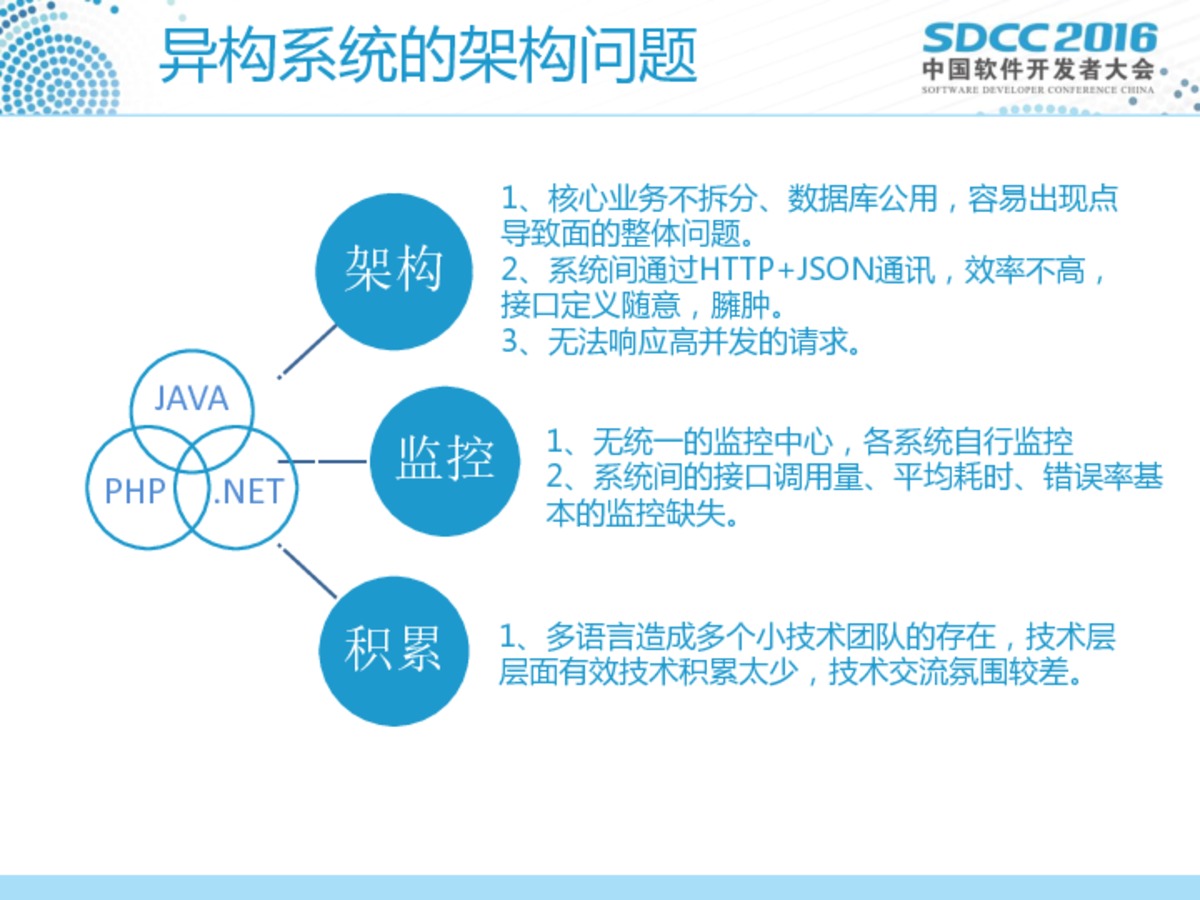 异构系统的架构问题
SDCC 2016
中国软件开发者大会
SOFTWARE DEVELOPER CONFERENCE CHINA
架构
1、核心业务不拆分、数据库公用，容易出现点
导致面的整体问题。
2、系统间通过HTTP+JSON通讯，效率不高，
接口定义随意，臃肿。
3、无法响应高并发的请求。
JAVA
PHP
.NET
监控
1、无统一的监控中心，各系统自行监控
2、系统间的接口调用量、平均耗时、错误率基
本的监控缺失。
积累
1、多语言造成多个小技术团队的存在，技术层
层面有效技术积累太少，技术交流氛围较差。